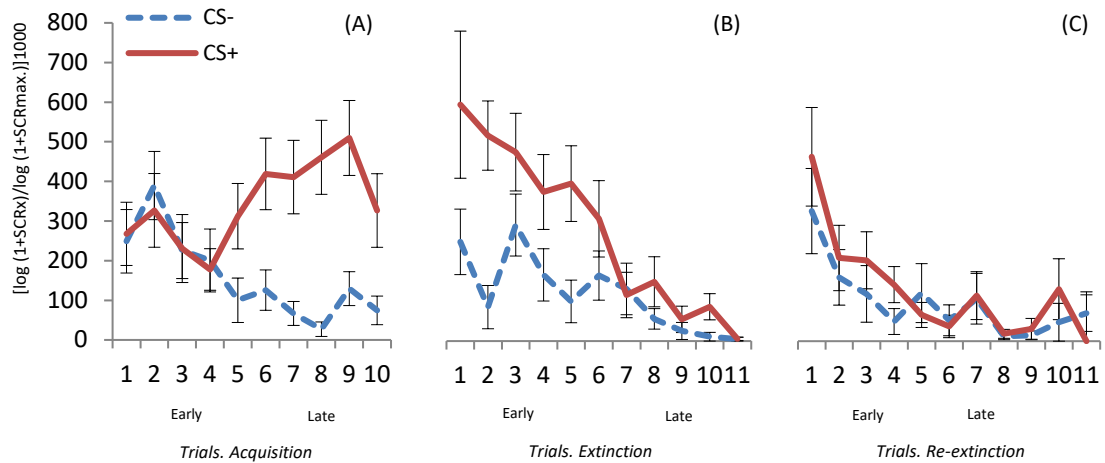 [log (1+SCRx)/log (1+SCRmax.)]1000
800
700
600
500
400
300
200
100
0
CS-
CS+
(A)
(B)
(C)
1 2 3 4 5 6 7 8 9 10
1 2 3 4 5 6 7 8 9 10 11
1 2 3 4 5 6 7 8 9 10 11
Early Late
Early Late
Early Late
Trials. Acquisition
Trials. Extinction
Trials. Re-extinction